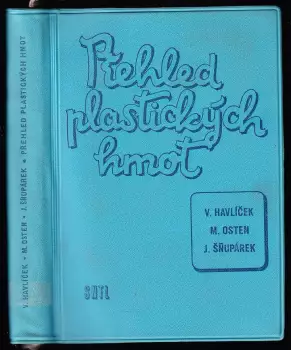 V. HAVLÍČEK • M. OSTEN • J. ŠŇUPÁREK • PŘEHLED PLASTICKÝCH HMOT
Přehled
plastických
hmot
V. HAVLÍČEK
M. OSTEN
J. ŠŇUPÁREK
SNTL